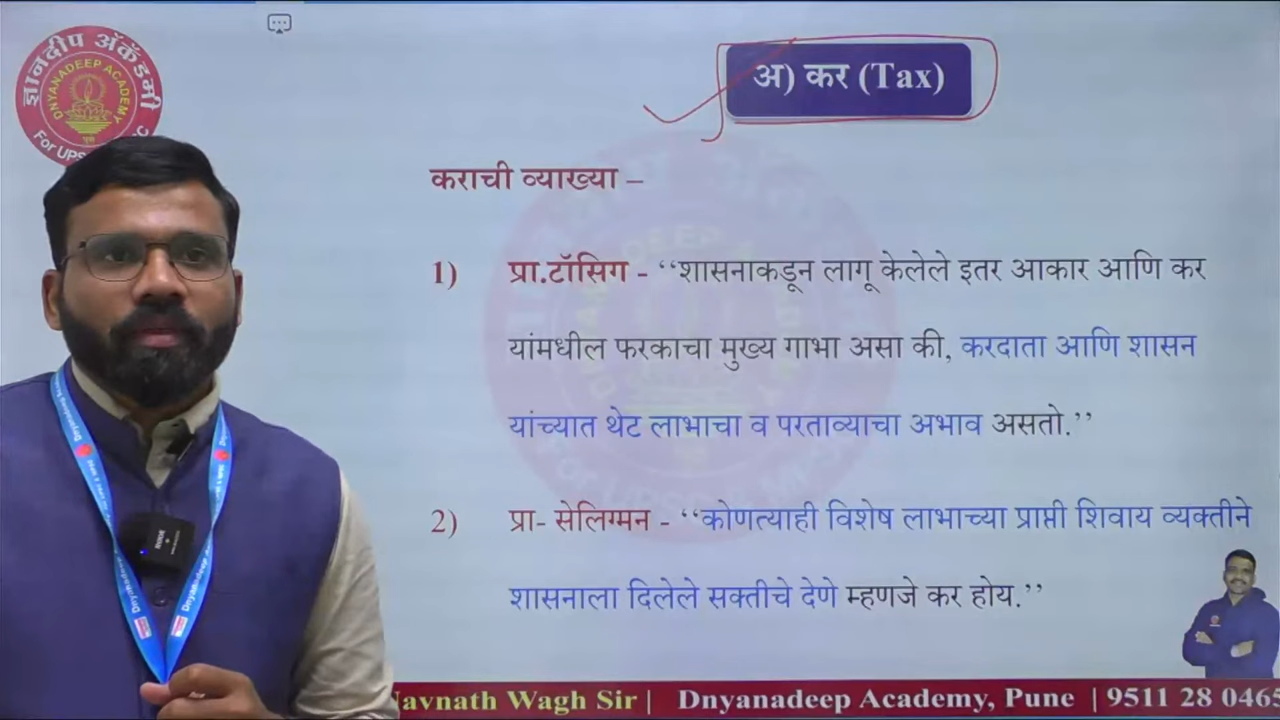 ज्ञानदीप अॅकॅडमी
DNYANADEEP ACADEMY
पुणे
अ) कर (Tax)
कराची व्याख्या –
1) प्रा.टॉसिग - ‘‘शासनाकडून लागू केलेले इतर आकार आणि कर
यांमधील फरकाचा मुख्य गाभा असा की, करदाता आणि शासन
यांच्यात थेट लाभाचा व परताव्याचा अभाव असतो.’’
2) प्रा- सेलिग्मन - ‘‘कोणत्याही विशेष लाभाच्या प्राप्ती शिवाय व्यक्तीने
शासनाला दिलेले सक्तीचे देणे म्हणजे कर होय.’’
Navnath Wagh Sir | Dnyanadeep Academy, Pune | 9511 28 0465